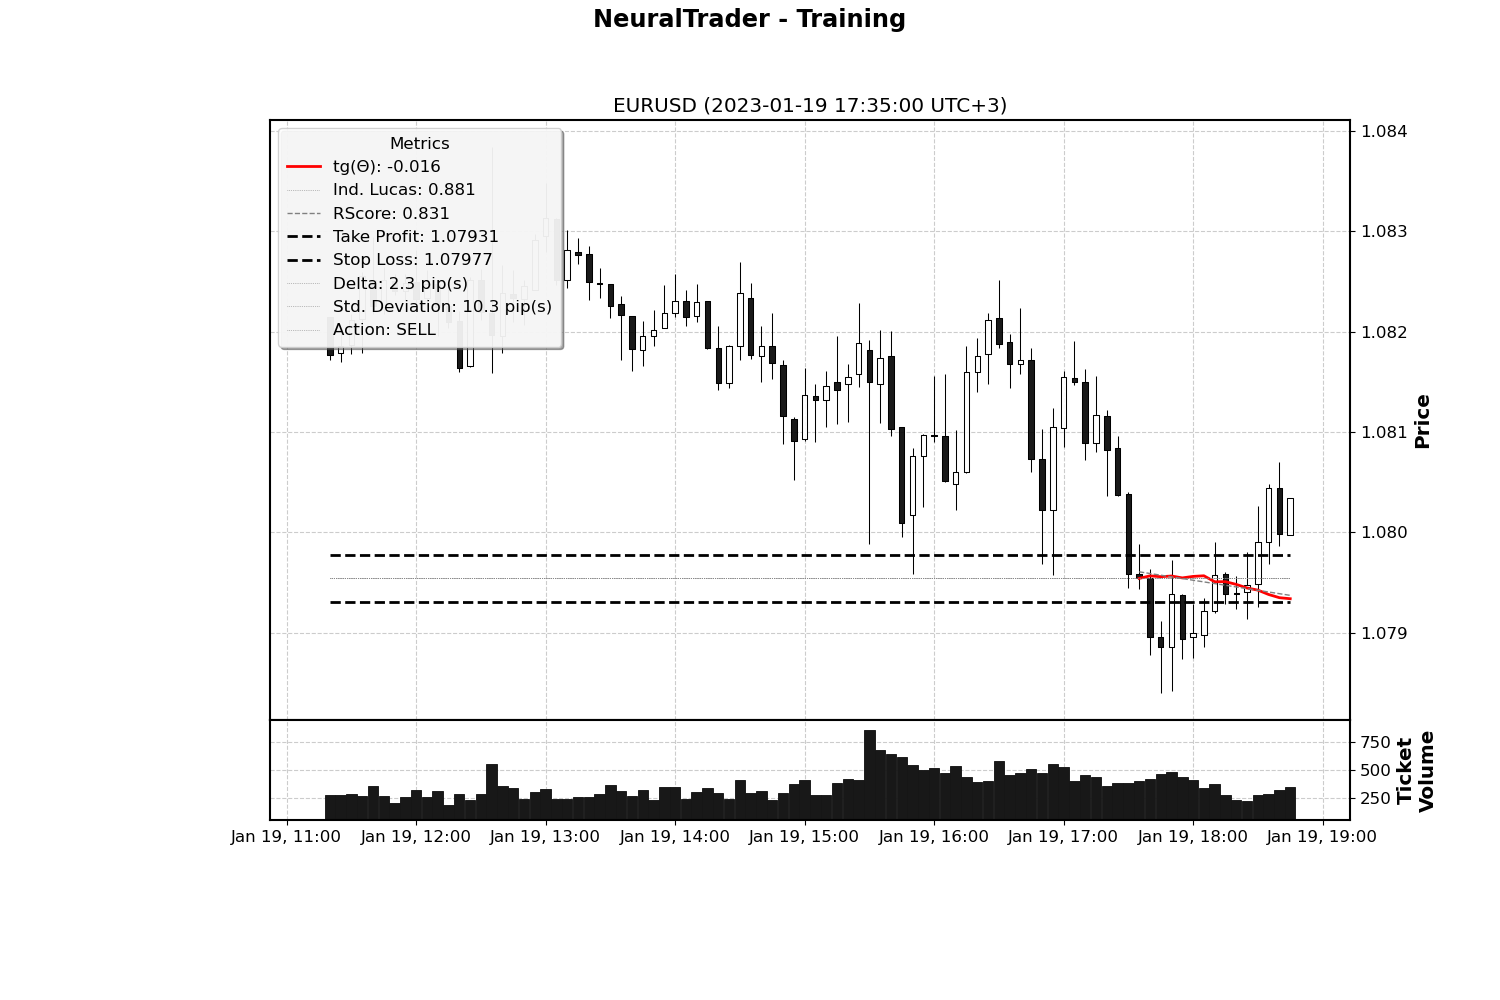 NeuralTrader - Training
EURUSD (2023-01-19 17:35:00 UTC+3)
Metrics
tg(Θ): -0.016
Ind. Lucas: 0.881
RScore: 0.831
Take Profit: 1.07931
Stop Loss: 1.07977
Delta: 2.3 pip(s)
Std. Deviation: 10.3 pip(s)
Action: SELL
1.084
1.083
1.082
1.081
1.080
1.079
Price
750
500
250
Ticket
Volume
Jan 19, 11:00 Jan 19, 12:00 Jan 19, 13:00 Jan 19, 14:00 Jan 19, 15:00 Jan 19, 16:00 Jan 19, 17:00 Jan 19, 18:00 Jan 19, 19:00